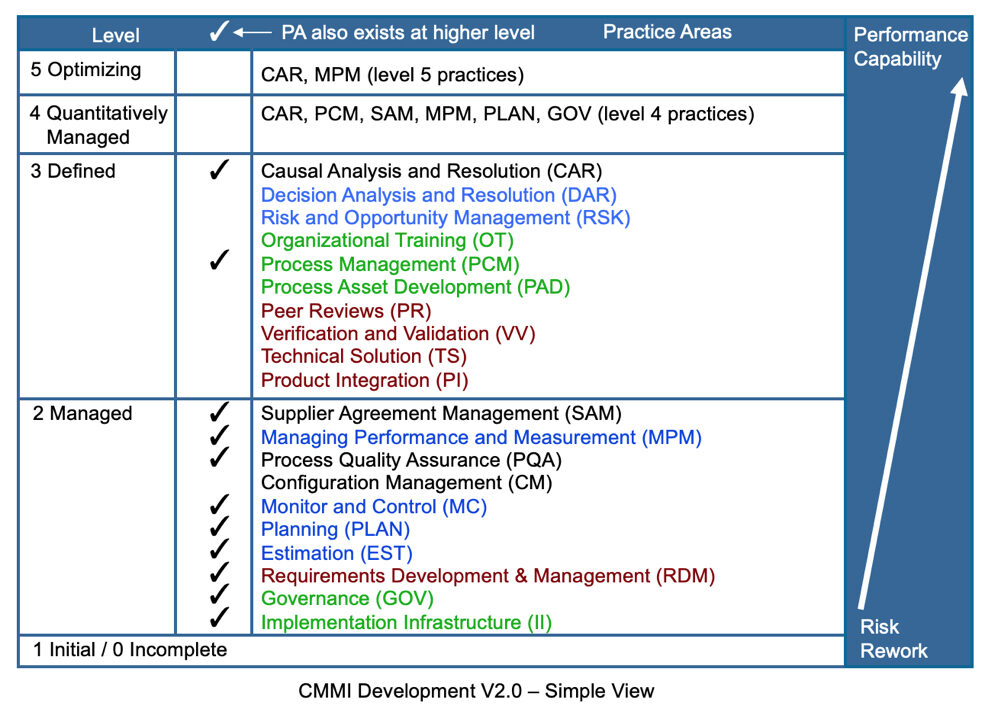 Level ✓ ← PA also exists at higher level Practice Areas
Performance
Capability
5 Optimizing
CAR, MPM (level 5 practices)
4 Quantitatively
Managed
CAR, PCM, SAM, MPM, PLAN, GOV (level 4 practices)
3 Defined
✓ Causal Analysis and Resolution (CAR)
Decision Analysis and Resolution (DAR)
Risk and Opportunity Management (RSK)
Organizational Training (OT)
✓ Process Management (PCM)
Process Asset Development (PAD)
Peer Reviews (PR)
Verification and Validation (VV)
Technical Solution (TS)
Product Integration (PI)
2 Managed
✓ Supplier Agreement Management (SAM)
✓ Managing Performance and Measurement (MPM)
✓ Process Quality Assurance (PQA)
Configuration Management (CM)
✓ Monitor and Control (MC)
✓ Planning (PLAN)
✓ Estimation (EST)
✓ Requirements Development & Management (RDM)
✓ Governance (GOV)
✓ Implementation Infrastructure (II)
1 Initial / 0 Incomplete
Risk
Rework
CMMI Development V2.0 – Simple View